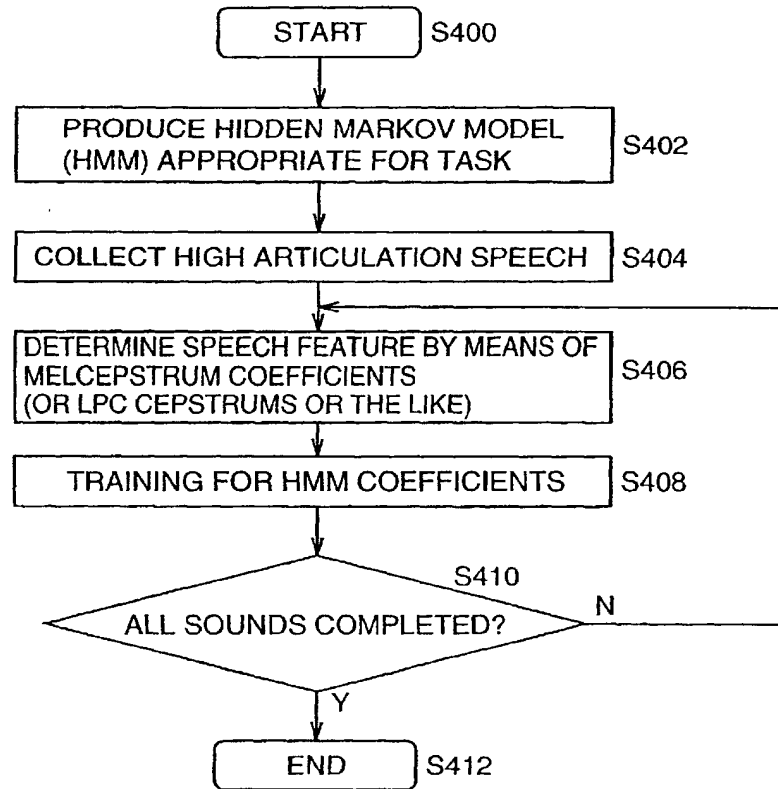 START S400
PRODUCE HIDDEN MARKOV MODEL
(HMM) APPROPRIATE FOR TASK
S402
COLLECT HIGH ARTICULATION SPEECH S404
DETERMINE SPEECH FEATURE BY MEANS OF
MELCEPSTRUM COEFFICIENTS
(OR LPC CEPSTRUMS OR THE LIKE)
S406
TRAINING FOR HMM COEFFICIENTS S408
S410
ALL SOUNDS COMPLETED?
N
Y
END S412